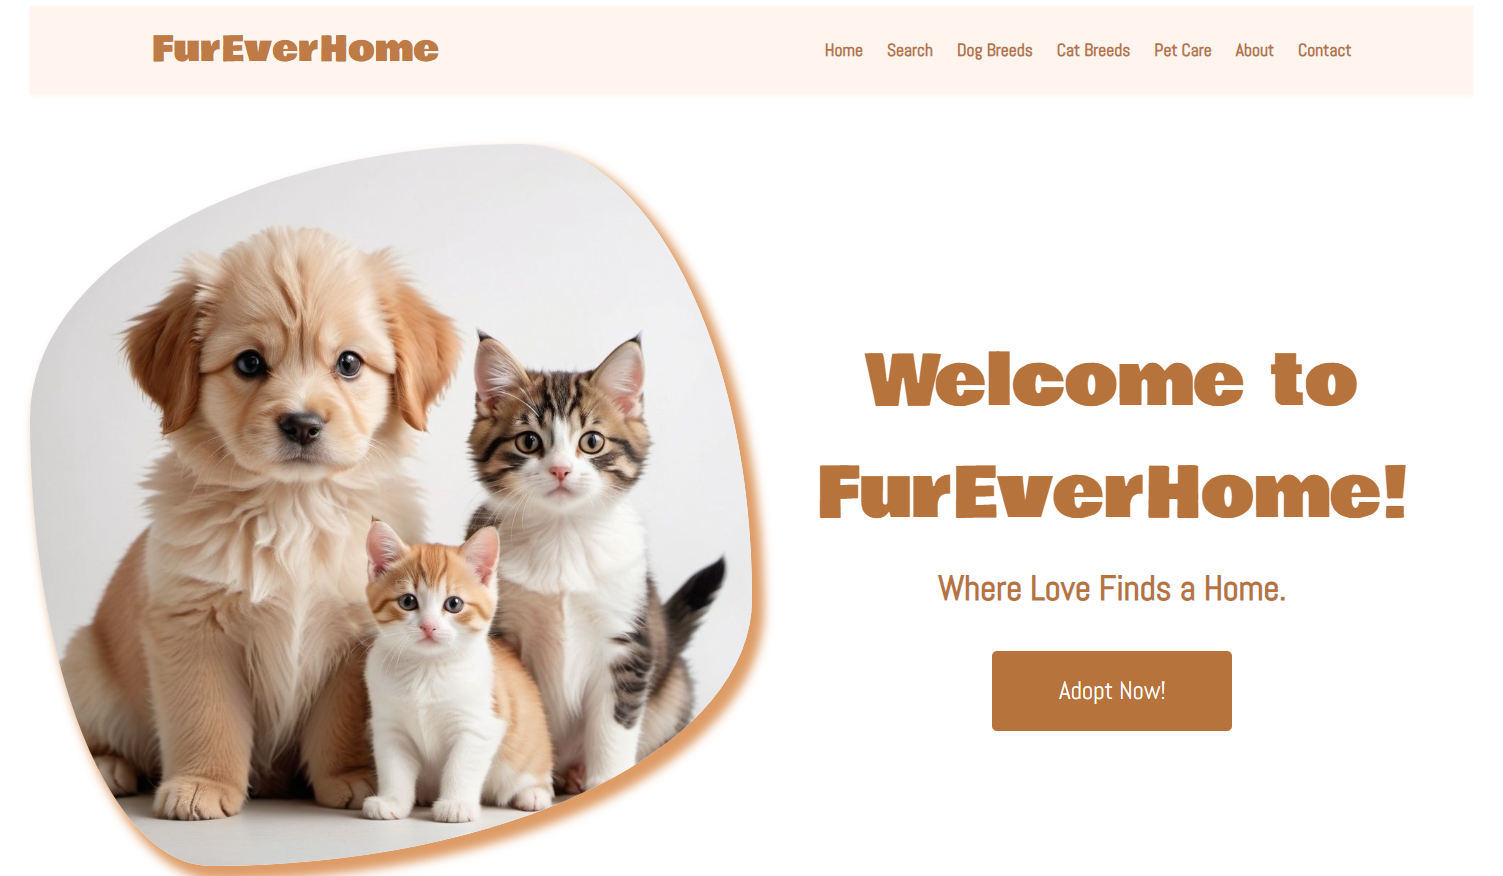 FurEverHome
Home Search Dog Breeds Cat Breeds Pet Care About Contact
Welcome to
FurEverHome!
Where Love Finds a Home.
Adopt Now!